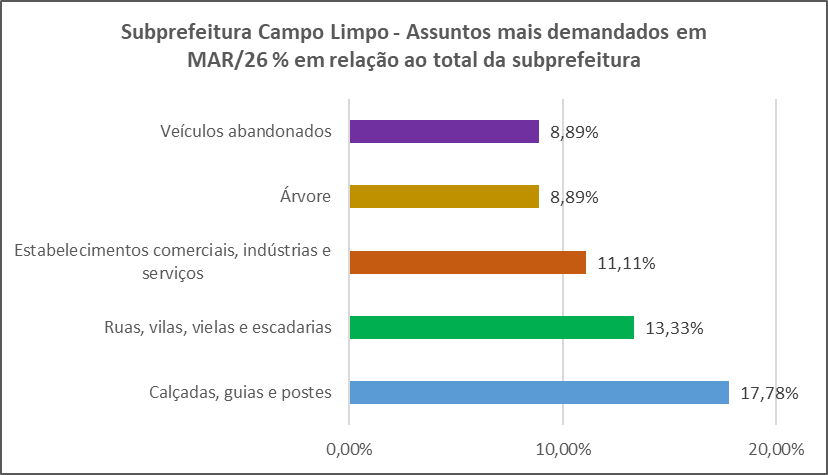 Subprefeitura Campo Limpo - Assuntos mais demandados em
MAR/26 % em relação ao total da subprefeitura
Veículos abandonados
8,89%
Árvore
8,89%
Estabelecimentos comerciais, indústrias e
serviços
11,11%
Ruas, vilas, vielas e escadarias
13,33%
Calçadas, guias e postes
17,78%
0,00%
10,00%
20,00%